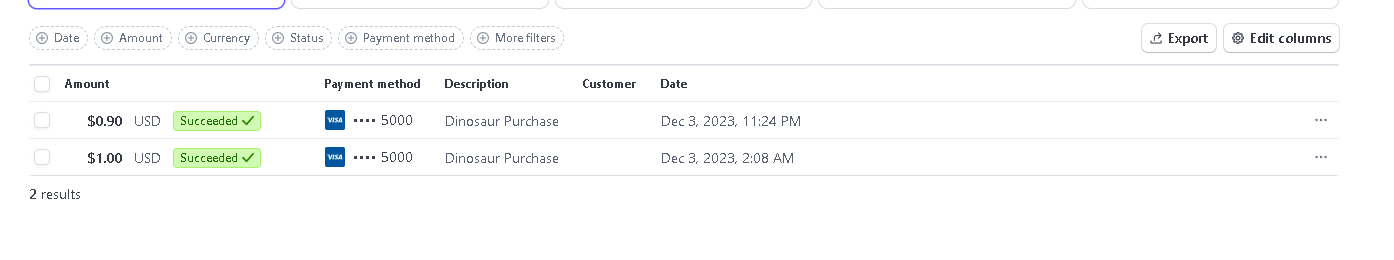 Date Amount Currency Status Payment method More filters Export Edit columns
Amount Payment method Description Customer Date
$0.90 USD Succeeded VISA •••• 5000 Dinosaur Purchase Dec 3, 2023, 11:24 PM
$1.00 USD Succeeded VISA •••• 5000 Dinosaur Purchase Dec 3, 2023, 2:08 AM
2 results